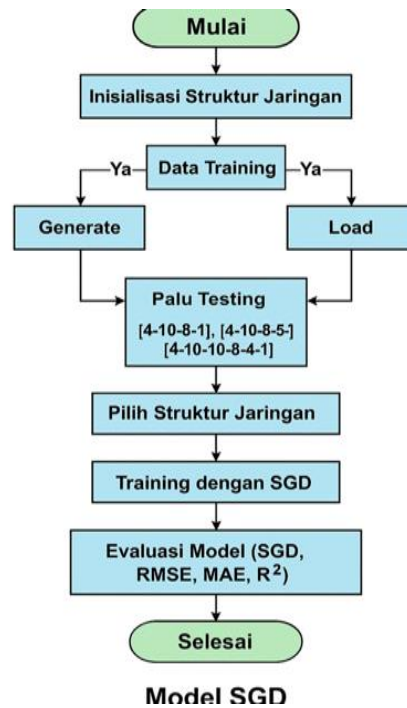 Mulai
Inisialisasi Struktur Jaringan
Ya Data Training Ya
Generate Load
Palu Testing
[4-10-8-1], [4-10-8-5-]
[4-10-10-8-4-1]
Pilih Struktur Jaringan
Training dengan SGD
Evaluasi Model (SGD,
RMSE, MAE, R²)
Selesai
Model SGD